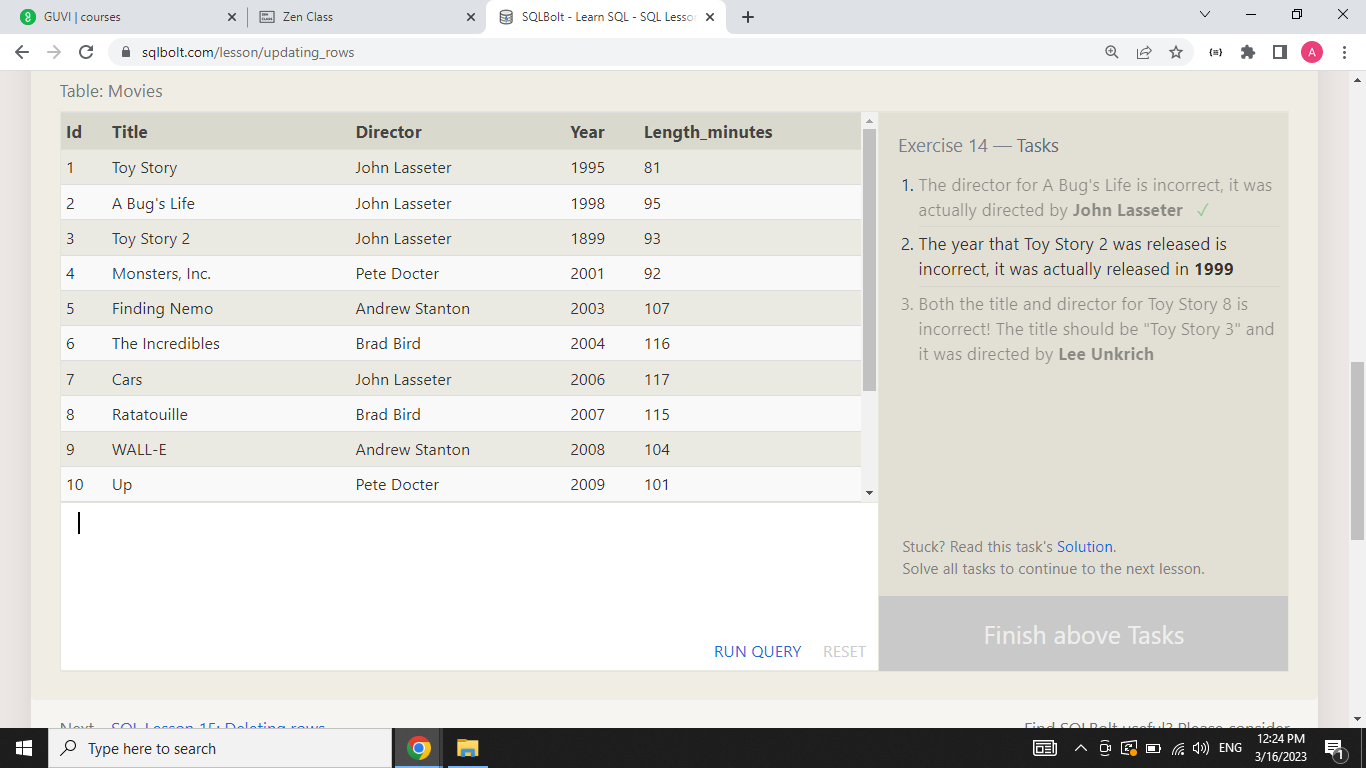 GUVI | courses
Zen Class
SQLBolt - Learn SQL - SQL Lesso
sqlbolt.com/lesson/updating_rows
A
Table: Movies
Id Title Director Year Length_minutes
1 Toy Story John Lasseter 1995 81
2 A Bug's Life John Lasseter 1998 95
3 Toy Story 2 John Lasseter 1899 93
4 Monsters, Inc. Pete Docter 2001 92
5 Finding Nemo Andrew Stanton 2003 107
6 The Incredibles Brad Bird 2004 116
7 Cars John Lasseter 2006 117
8 Ratatouille Brad Bird 2007 115
9 WALL-E Andrew Stanton 2008 104
10 Up Pete Docter 2009 101
RUN QUERY RESET
Exercise 14 — Tasks
1. The director for A Bug's Life is incorrect, it was
actually directed by John Lasseter ✓
2. The year that Toy Story 2 was released is
incorrect, it was actually released in 1999
3. Both the title and director for Toy Story 8 is
incorrect! The title should be "Toy Story 3" and
it was directed by Lee Unkrich
Stuck? Read this task's Solution.
Solve all tasks to continue to the next lesson.
Finish above Tasks
Next – SQL Lesson 15: Deleting rows
Find SQLBolt useful? Please consider
Type here to search
ENG
12:24 PM
3/16/2023
1